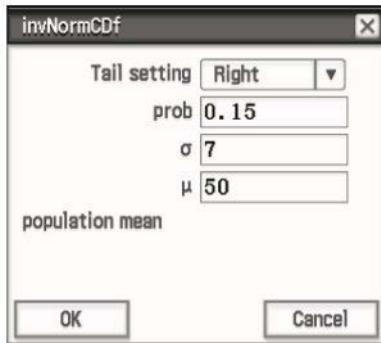 invNormCDf
Tail setting Right
prob 0.15
σ 7
μ 50
population mean
OK Cancel